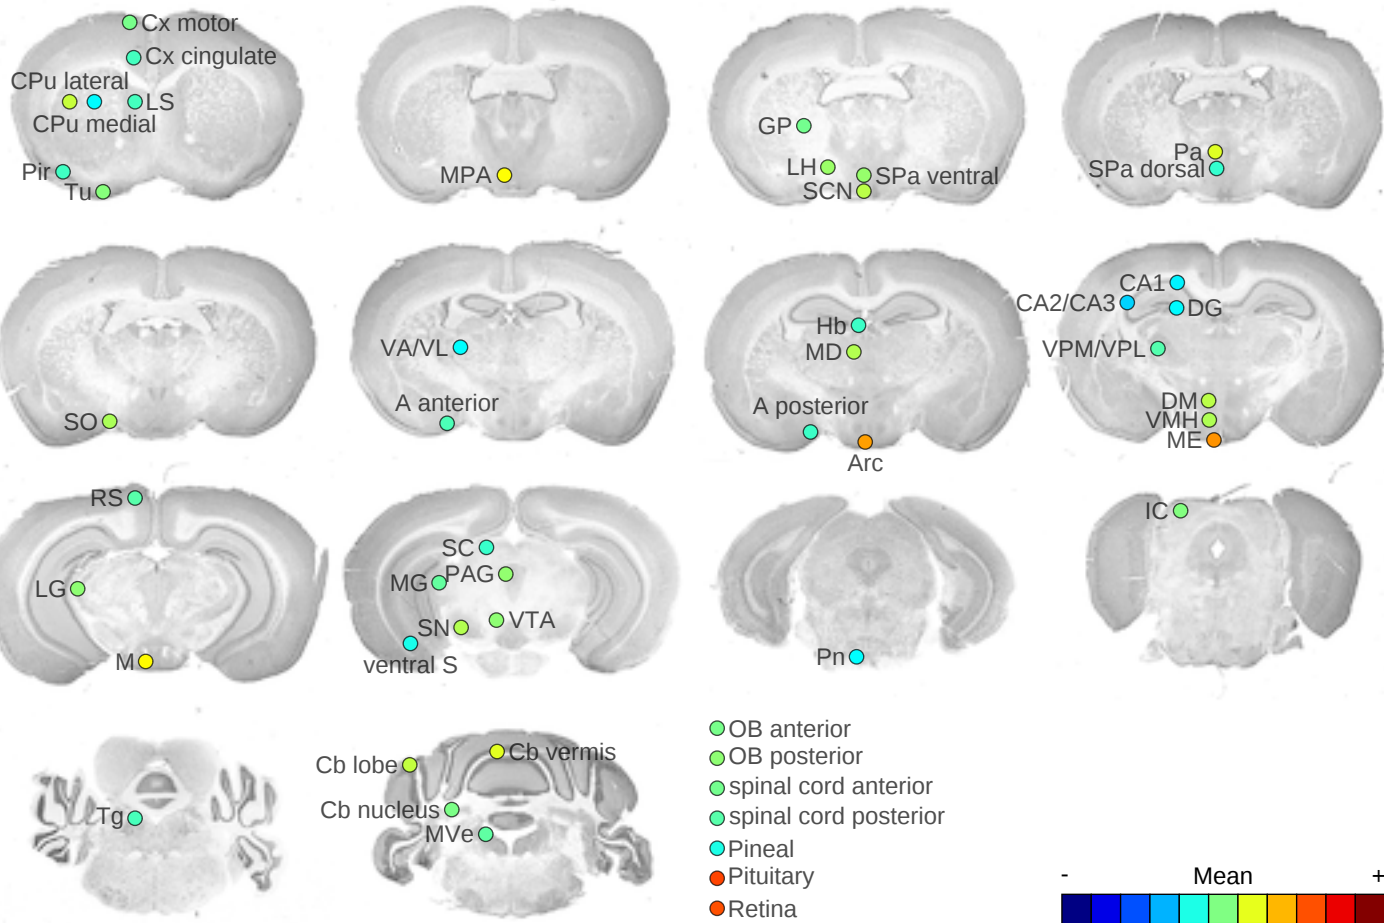 Cx motor
Cx cingulate
CPu lateral
LS
CPu medial
Pir
Tu
MPA
GP
LH
SPa ventral
SCN
Pa
SPa dorsal
SO
VA/VL
A anterior
Hb
MD
A posterior
Arc
CA1
CA2/CA3
DG
VPM/VPL
DM
VMH
ME
RS
LG
M
SC
MG
PAG
SN
VTA
ventral S
Pn
IC
Tg
Cb lobe
Cb vermis
Cb nucleus
MVe
OB anterior
OB posterior
spinal cord anterior
spinal cord posterior
Pineal
Pituitary
Retina
- Mean +